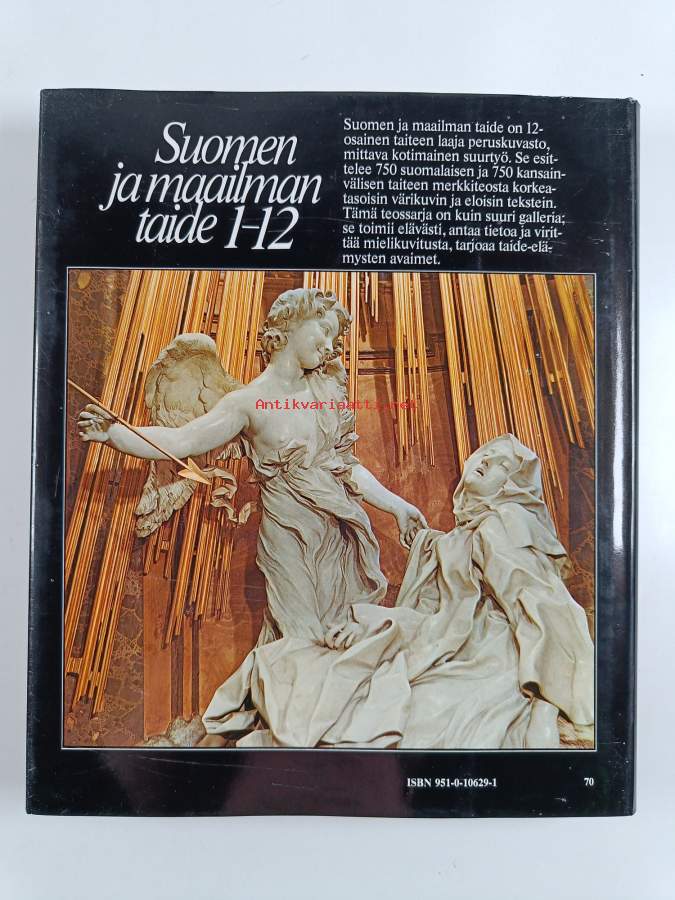 Suomen
ja maailman
taide 1-12
Suomen ja maailman taide on 12-
osainen taiteen laaja peruskuvasto,
mittava kotimainen suurtyö. Se esit-
telee 750 suomalaisen ja 750 kansain-
välisen taiteen merkkiteosta korkea-
tasoisin värikuvin ja eloisin tekstein.
Tämä teossarja on kuin suuri galleria;
se toimii elävästi, antaa tietoa ja virit-
tää mielikuvitusta, tarjoaa taide-elä-
mysten avaimet.
Antikvariaatti.net
ISBN 951-0-10629-1 70